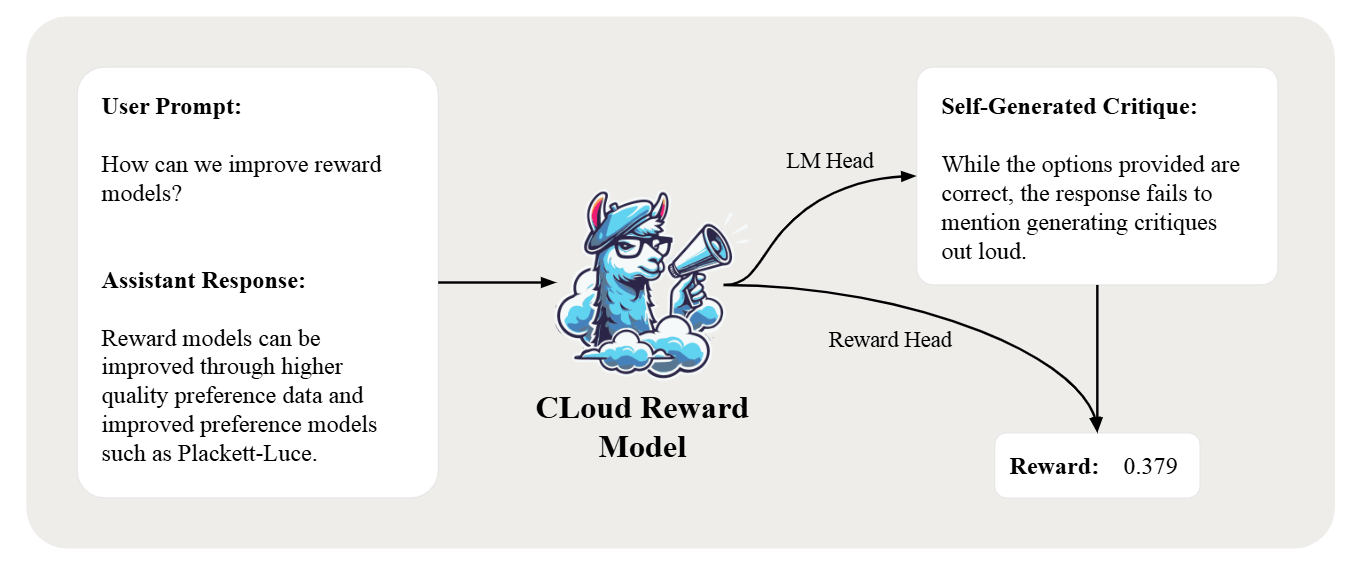 User Prompt:
How can we improve reward
models?
Assistant Response:
Reward models can be
improved through higher
quality preference data and
improved preference models
such as Plackett-Luce.
CLoud Reward
Model
LM Head
Reward Head
Self-Generated Critique:
While the options provided are
correct, the response fails to
mention generating critiques
out loud.
Reward: 0.379